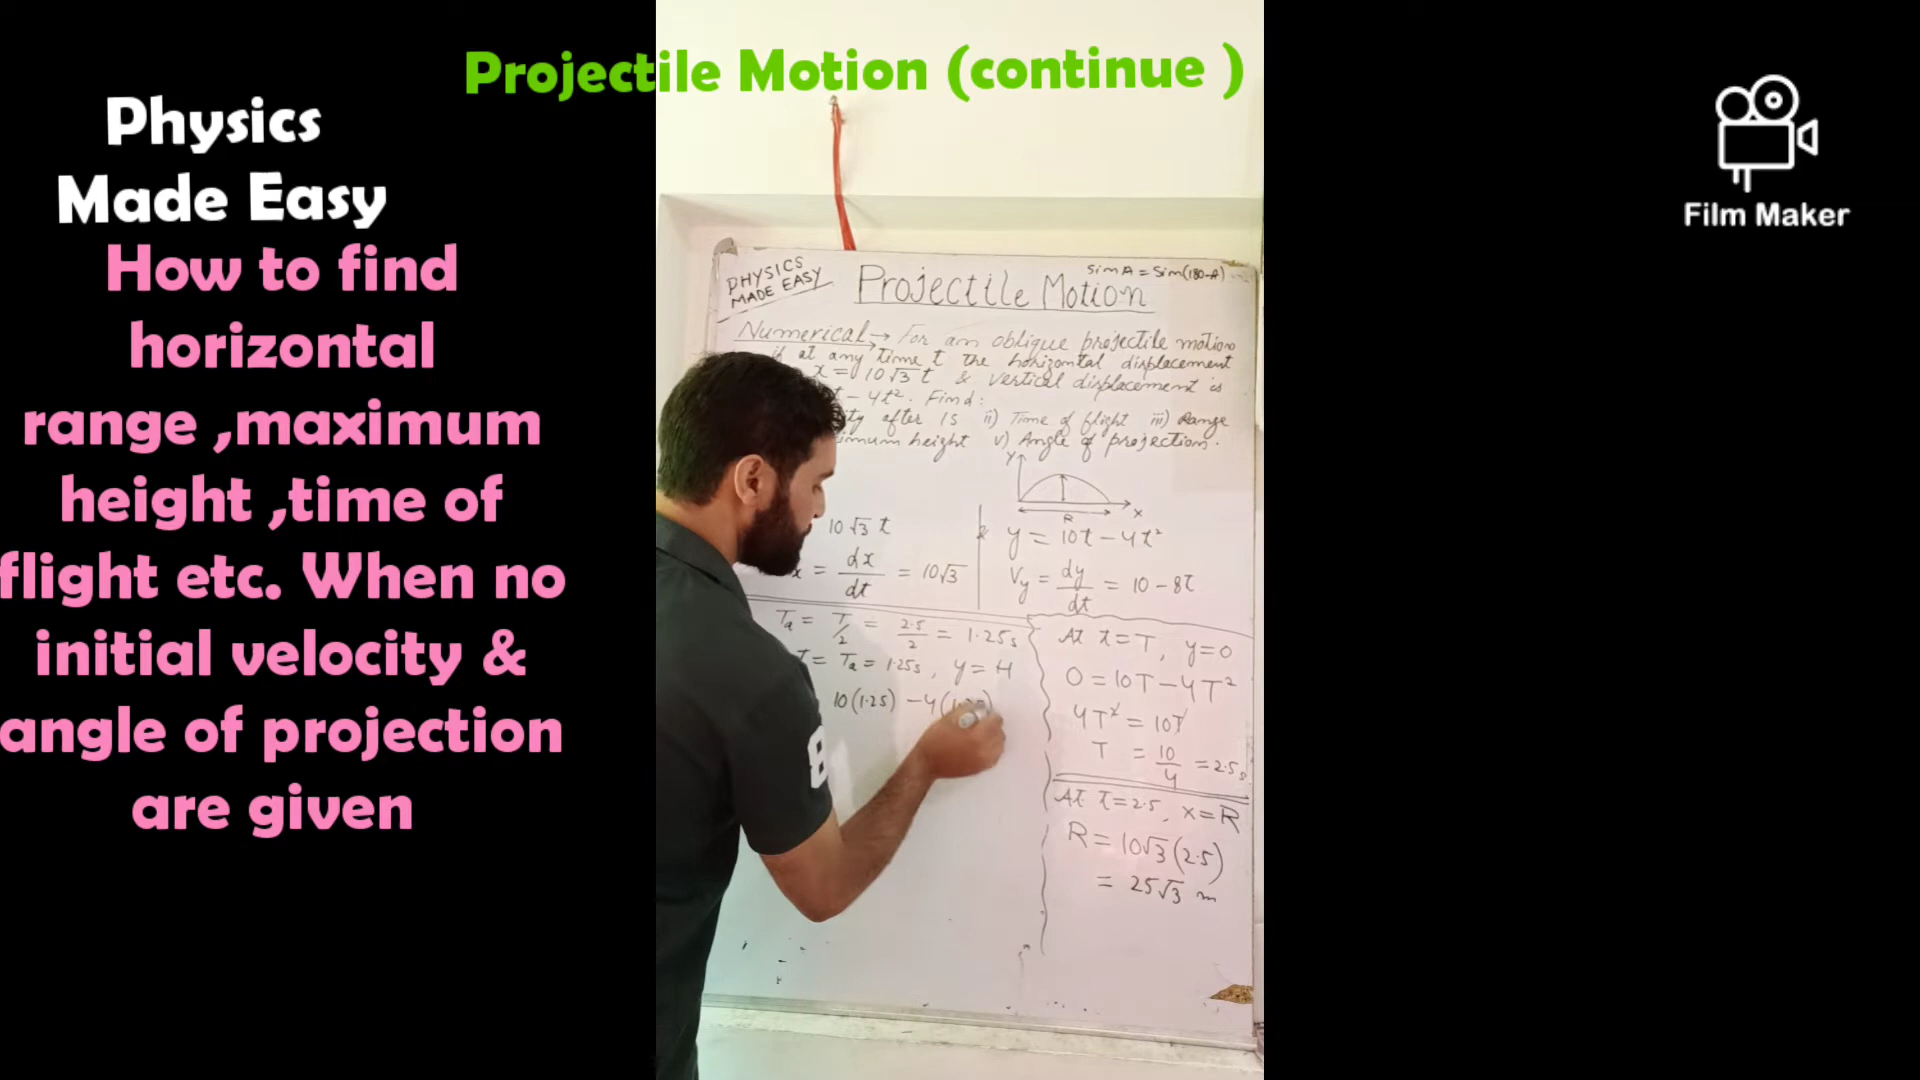 Projectile Motion (continue )
Physics
Made Easy
How to find
horizontal
range ,maximum
height ,time of
flight etc. When no
initial velocity &
angle of projection
are given
Film Maker
PHYSICS
MADE EASY
Projectile Motion
sinA = sin(180-A)
Numerical → For an oblique projectile motion
if at any time t the horizontal displacement
x = 10√3 t & vertical displacement is
t - 4t². Find:
after 1s ii) Time of flight iii) Range
height v) Angle of projection.
Y
x
R
10√3 t
y = 10t - 4t²
x = dx/dt = 10√3
Vy = dy/dt = 10 - 8t
Ta = T/2 = 2.5/2 = 1.25s
t = Ta = 1.25s, y = H
10(1.25) - 4(
At t = T, y = 0
0 = 10T - 4T²
4T² = 10T
T = 10/4 = 2.5s
At t = 2.5, x = R
R = 10√3(2.5)
= 25√3 m